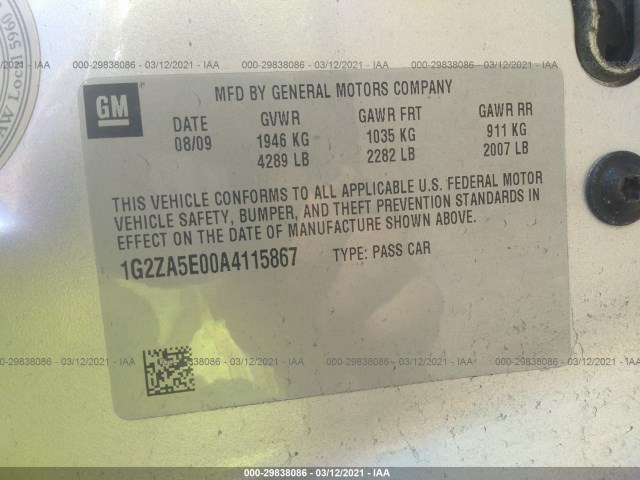 000-29838086 - 03/12/2021 - IAA
AW Local 5960
GM
MFD BY GENERAL MOTORS COMPANY
DATE GVWR GAWR FRT GAWR RR
08/09 1946 KG 1035 KG 911 KG
4289 LB 2282 LB 2007 LB
THIS VEHICLE CONFORMS TO ALL APPLICABLE U.S. FEDERAL MOTOR
VEHICLE SAFETY, BUMPER, AND THEFT PREVENTION STANDARDS IN
EFFECT ON THE DATE OF MANUFACTURE SHOWN ABOVE.
1G2ZA5E00A4115867 TYPE: PASS CAR
000-29838086 - 03/12/2021 - IAA
000-29838086 - 03/12/2021 - IAA